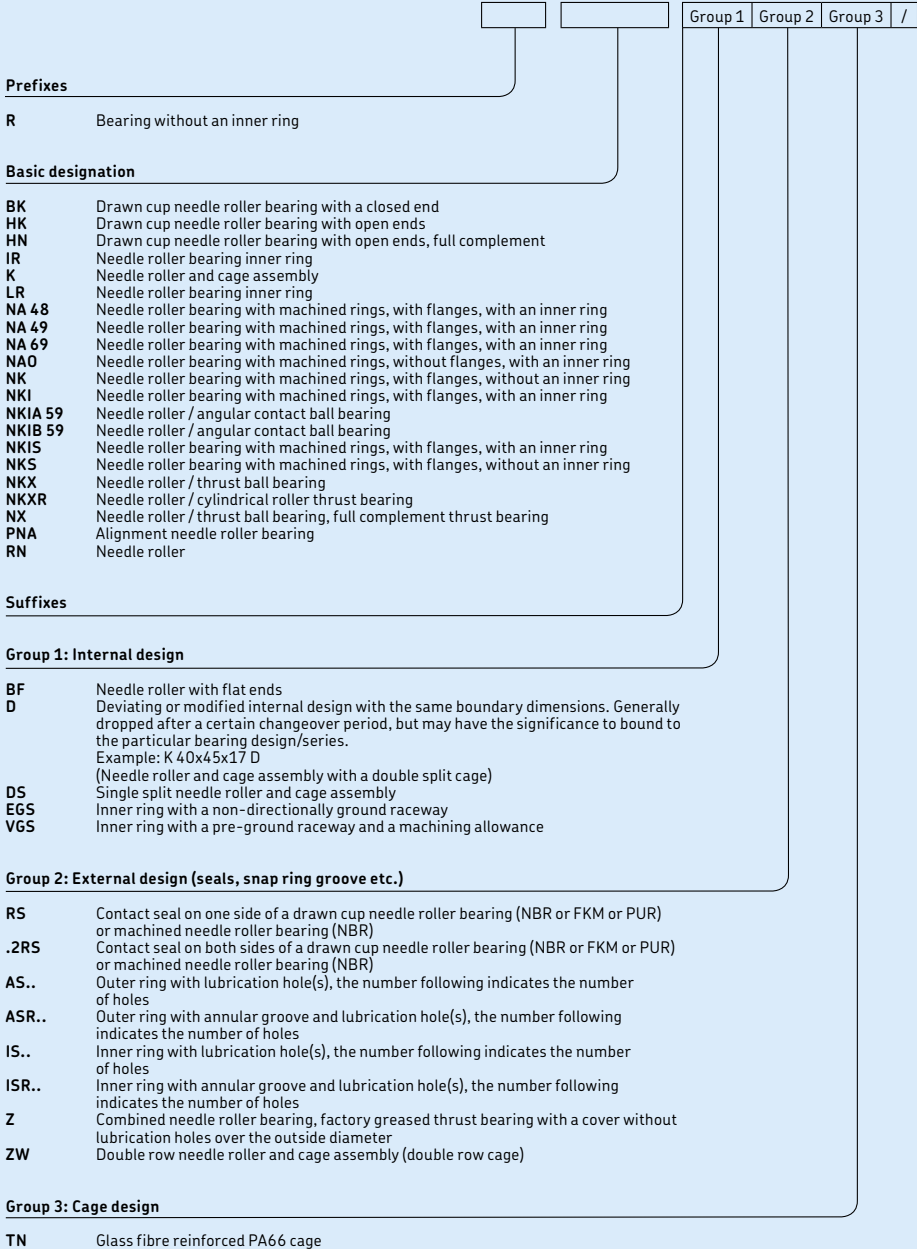 Group 1 Group 2 Group 3 /
Prefixes
R Bearing without an inner ring
Basic designation
BK Drawn cup needle roller bearing with a closed end
HK Drawn cup needle roller bearing with open ends
HN Drawn cup needle roller bearing with open ends, full complement
IR Needle roller bearing inner ring
K Needle roller and cage assembly
LR Needle roller bearing inner ring
NA 48 Needle roller bearing with machined rings, with flanges, with an inner ring
NA 49 Needle roller bearing with machined rings, with flanges, with an inner ring
NA 69 Needle roller bearing with machined rings, with flanges, with an inner ring
NAO Needle roller bearing with machined rings, without flanges, with an inner ring
NK Needle roller bearing with machined rings, with flanges, without an inner ring
NKI Needle roller bearing with machined rings, with flanges, with an inner ring
NKIA 59 Needle roller / angular contact ball bearing
NKIB 59 Needle roller / angular contact ball bearing
NKIS Needle roller bearing with machined rings, with flanges, with an inner ring
NKS Needle roller bearing with machined rings, with flanges, without an inner ring
NKX Needle roller / thrust ball bearing
NKXR Needle roller / cylindrical roller thrust bearing
NX Needle roller / thrust ball bearing, full complement thrust bearing
PNA Alignment needle roller bearing
RN Needle roller
Suffixes
Group 1: Internal design
BF Needle roller with flat ends
D Deviating or modified internal design with the same boundary dimensions. Generally
dropped after a certain changeover period, but may have the significance to bound to
the particular bearing design/series.
Example: K 40x45x17 D
(Needle roller and cage assembly with a double split cage)
DS Single split needle roller and cage assembly
EGS Inner ring with a non-directionally ground raceway
VGS Inner ring with a pre-ground raceway and a machining allowance
Group 2: External design (seals, snap ring groove etc.)
RS Contact seal on one side of a drawn cup needle roller bearing (NBR or FKM or PUR)
or machined needle roller bearing (NBR)
.2RS Contact seal on both sides of a drawn cup needle roller bearing (NBR or FKM or PUR)
or machined needle roller bearing (NBR)
AS.. Outer ring with lubrication hole(s), the number following indicates the number
of holes
ASR.. Outer ring with annular groove and lubrication hole(s), the number following
indicates the number of holes
IS.. Inner ring with lubrication hole(s), the number following indicates the number
of holes
ISR.. Inner ring with annular groove and lubrication hole(s), the number following
indicates the number of holes
Z Combined needle roller bearing, factory greased thrust bearing with a cover without
lubrication holes over the outside diameter
ZW Double row needle roller and cage assembly (double row cage)
Group 3: Cage design
TN Glass fibre reinforced PA66 cage